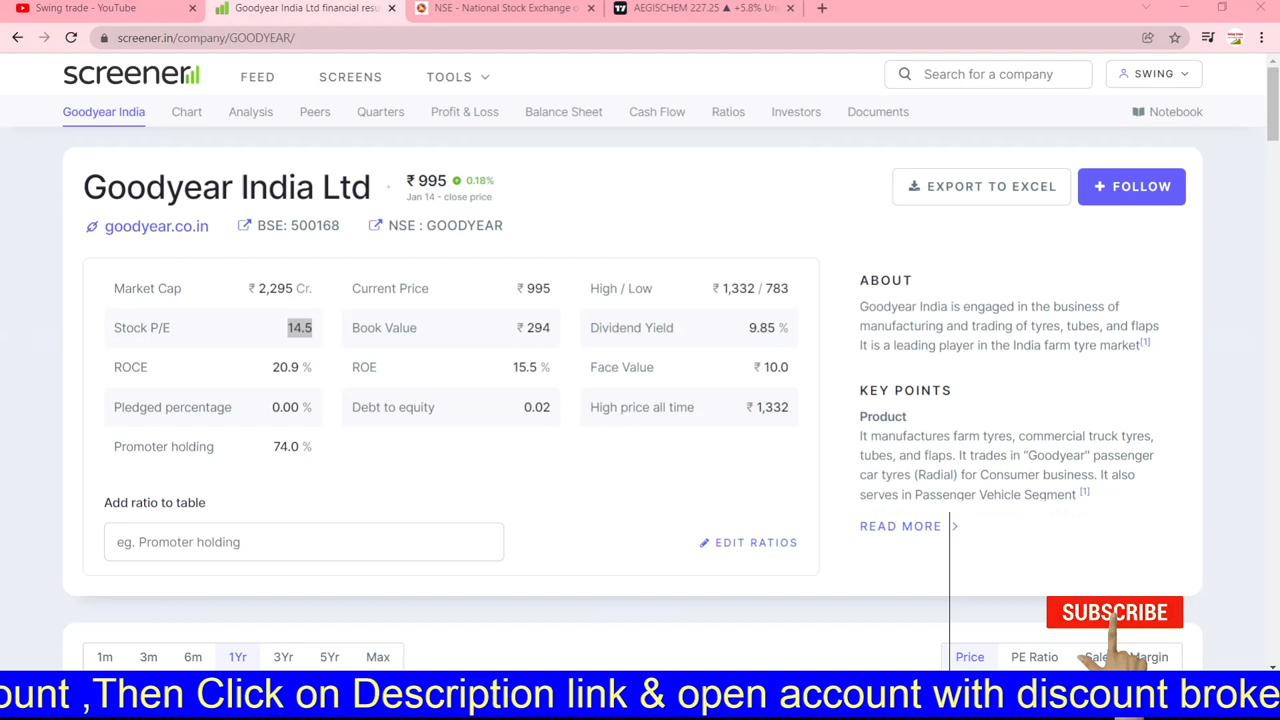 Swing trade - YouTube
Goodyear India Ltd financial resu
NSE - National Stock Exchange o
AEGISCHEM 227.25 ▲ +5.8% Un
screener.in/company/GOODYEAR/
screener
FEED
SCREENS
TOOLS
Search for a company
SWING
Goodyear India
Chart
Analysis
Peers
Quarters
Profit & Loss
Balance Sheet
Cash Flow
Ratios
Investors
Documents
Notebook
Goodyear India Ltd
₹ 995 0.18%
Jan 14 - close price
EXPORT TO EXCEL
FOLLOW
goodyear.co.in
BSE: 500168
NSE : GOODYEAR
Market Cap ₹ 2,295 Cr.
Current Price ₹ 995
High / Low ₹ 1,332 / 783
Stock P/E 14.5
Book Value ₹ 294
Dividend Yield 9.85 %
ROCE 20.9 %
ROE 15.5 %
Face Value ₹ 10.0
Pledged percentage 0.00 %
Debt to equity 0.02
High price all time ₹ 1,332
Promoter holding 74.0 %
Add ratio to table
eg. Promoter holding
EDIT RATIOS
ABOUT
Goodyear India is engaged in the business of
manufacturing and trading of tyres, tubes, and flaps
It is a leading player in the India farm tyre market[1]
KEY POINTS
Product
It manufactures farm tyres, commercial truck tyres,
tubes, and flaps. It trades in “Goodyear” passenger
car tyres (Radial) for Consumer business. It also
serves in Passenger Vehicle Segment [1]
READ MORE
SUBSCRIBE
1m
3m
6m
1Yr
3Yr
5Yr
Max
Price
PE Ratio
Margin
ount ,Then Click on Description link & open account with discount broke